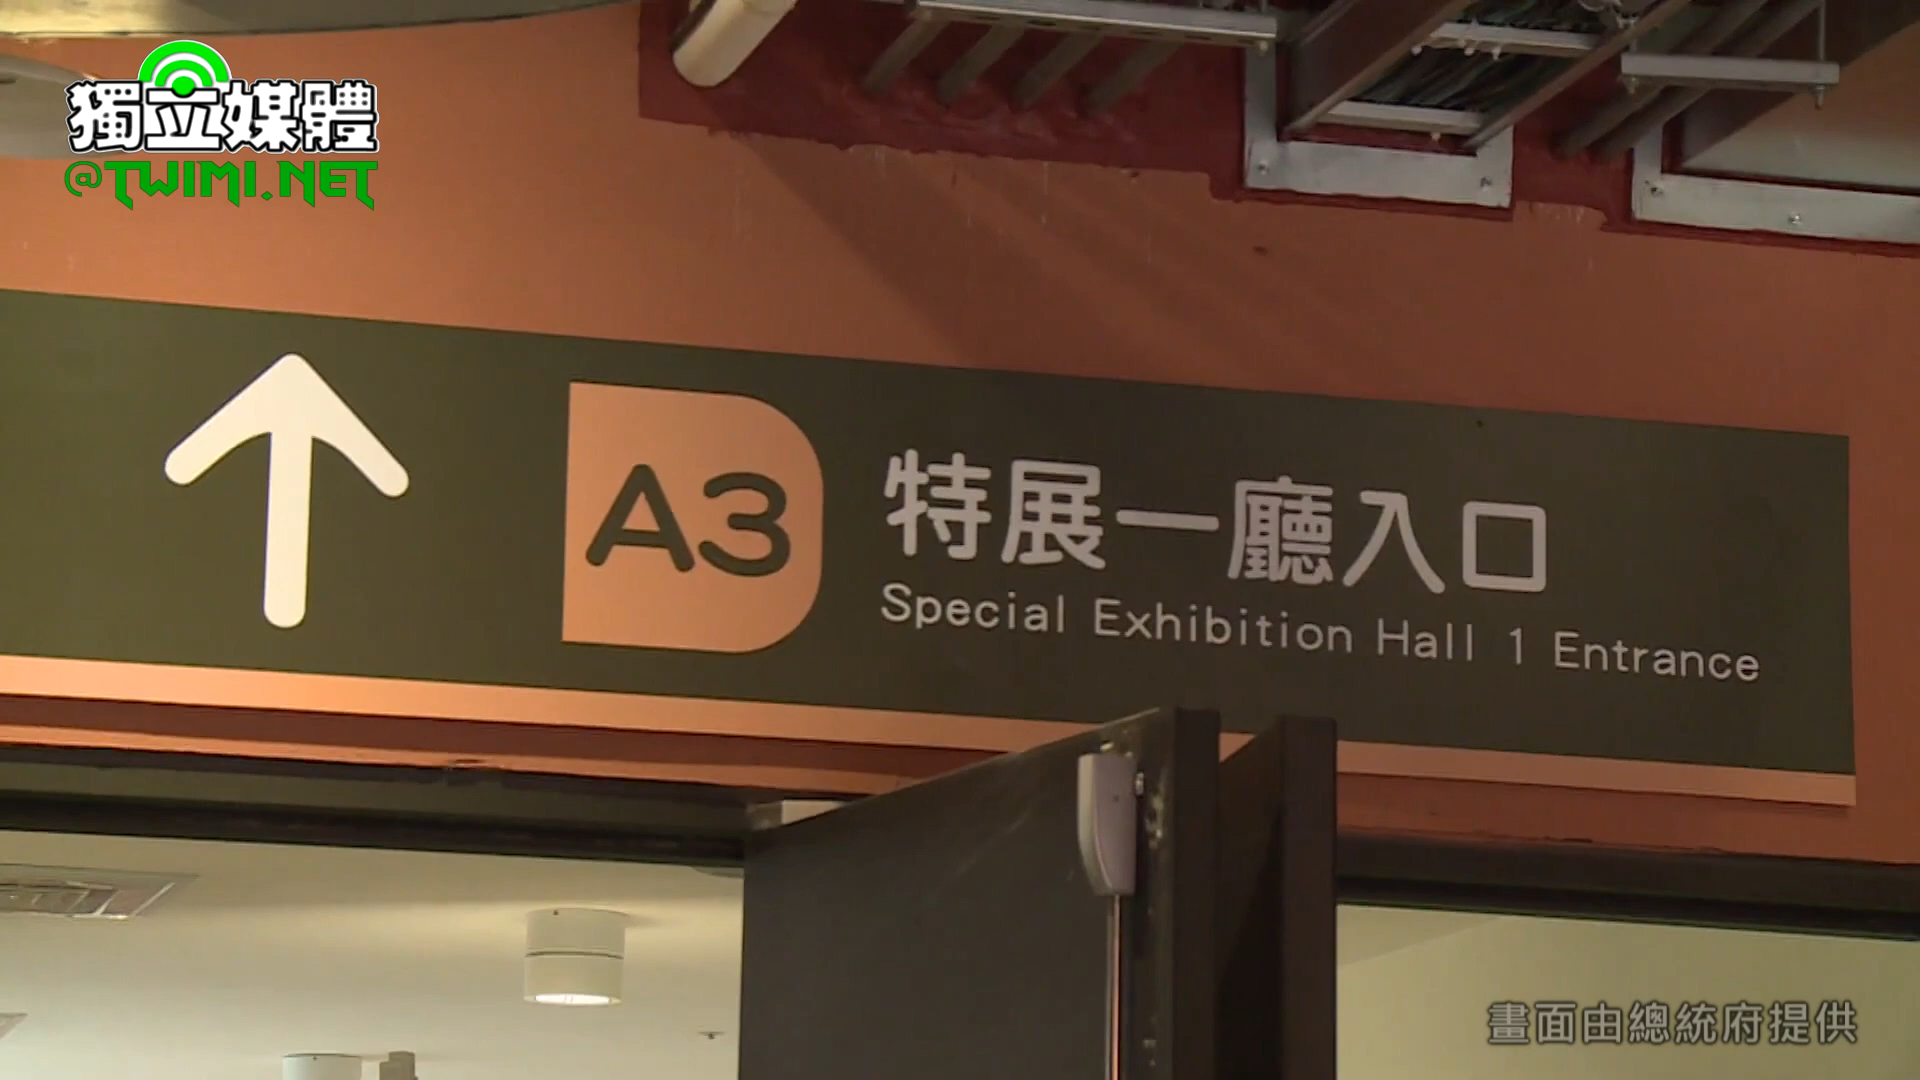 獨立媒體
@TWIMI.NET
A3
特展一廳入口
Special Exhibition Hall 1 Entrance
畫面由總統府提供